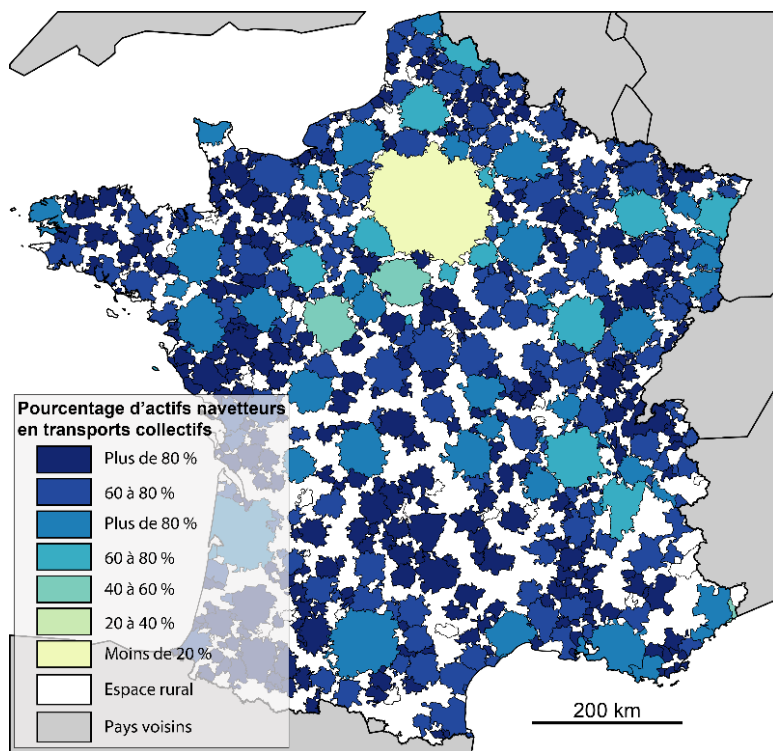 Pourcentage d'actifs navetteurs
en transports collectifs
Plus de 80 %
60 à 80 %
Plus de 80 %
60 à 80 %
40 à 60 %
20 à 40 %
Moins de 20 %
Espace rural
Pays voisins
200 km